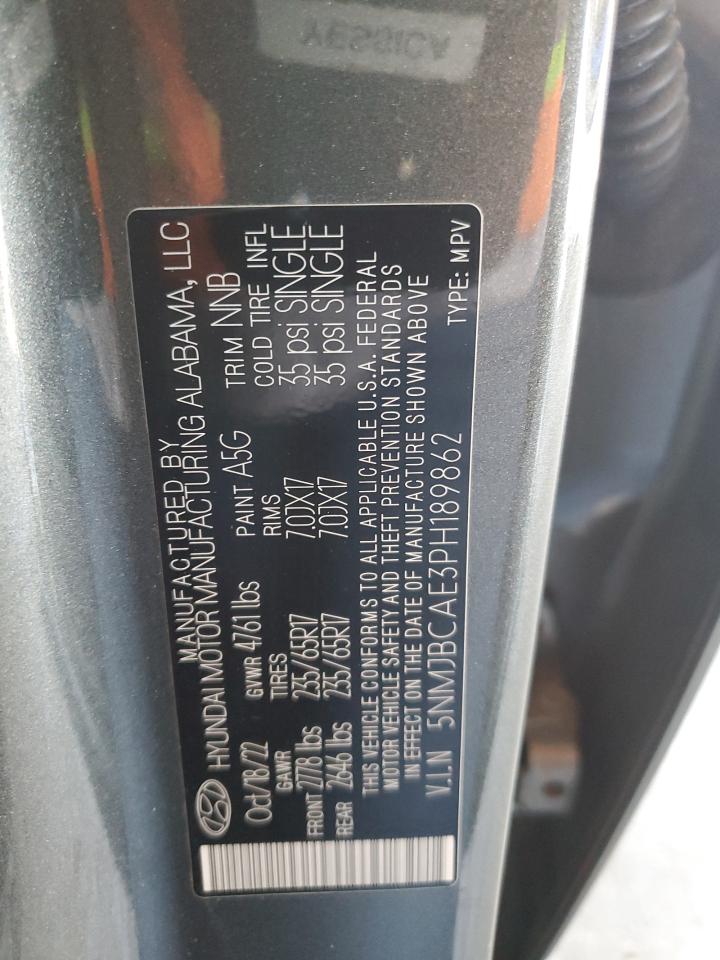 MANUFACTURED BY
HYUNDAI MOTOR MANUFACTURING ALABAMA, LLC
Oct/18/22 GVWR 4761 lbs PAINT A5G TRIM NNB
GAWR TIRES RIMS COLD TIRE INFL
FRONT 2778 lbs 235/65R17 7.0JX17 35 psi SINGLE
REAR 2646 lbs 235/65R17 7.0JX17 35 psi SINGLE
THIS VEHICLE CONFORMS TO ALL APPLICABLE U.S.A. FEDERAL
MOTOR VEHICLE SAFETY AND THEFT PREVENTION STANDARDS
IN EFFECT ON THE DATE OF MANUFACTURE SHOWN ABOVE
V.I.N 5NMJBCAE3PH189862 TYPE: MPV